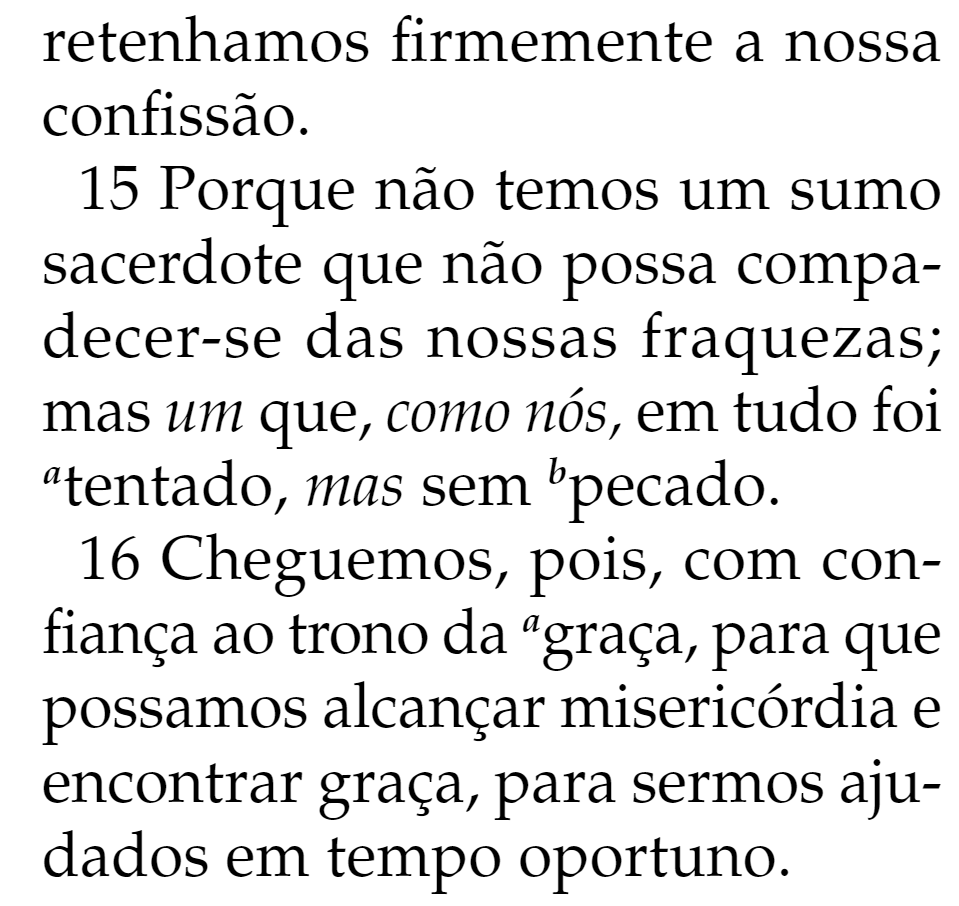 retenhamos firmemente a nossa
confissão.
15 Porque não temos um sumo
sacerdote que não possa compa-
decer-se das nossas fraquezas;
mas um que, como nós, em tudo foi
ᵃtentado, mas sem ᵇpecado.
16 Cheguemos, pois, com con-
fiança ao trono da ᵃgraça, para que
possamos alcançar misericórdia e
encontrar graça, para sermos aju-
dados em tempo oportuno.